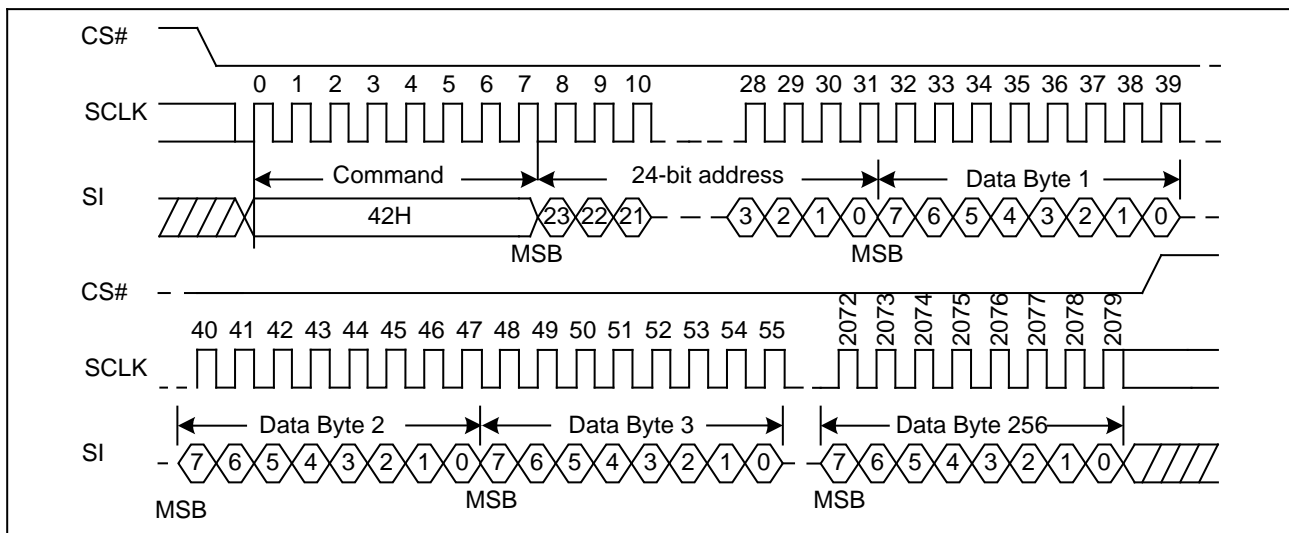 CS#
0 1 2 3 4 5 6 7 8 9 10 28 29 30 31 32 33 34 35 36 37 38 39
SCLK
Command 24-bit address Data Byte 1
SI
42H 23 22 21 3 2 1 0 7 6 5 4 3 2 1 0
MSB MSB
CS#
40 41 42 43 44 45 46 47 48 49 50 51 52 53 54 55 2072 2073 2074 2075 2076 2077 2078 2079
SCLK
Data Byte 2 Data Byte 3 Data Byte 256
SI
7 6 5 4 3 2 1 0 7 6 5 4 3 2 1 0 7 6 5 4 3 2 1 0
MSB MSB MSB